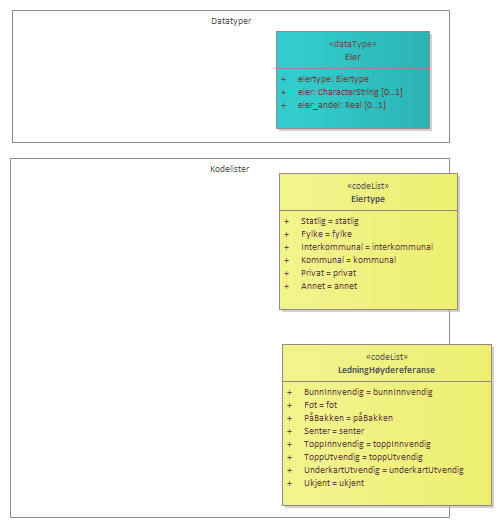 Datatyper
«dataType»
Eier
+ eiertype: Eiertype
+ eier: CharacterString [0..1]
+ eier_andel: Real [0..1]
Kodelister
«codeList»
Eiertype
+ Statlig = statlig
+ Fylke = fylke
+ Interkommunal = interkommunal
+ Kommunal = kommunal
+ Privat = privat
+ Annet = annet
«codeList»
LedningHøydereferanse
+ BunnInnvendig = bunnInnvendig
+ Fot = fot
+ PåBakken = påBakken
+ Senter = senter
+ ToppInnvendig = toppInnvendig
+ ToppUtvendig = toppUtvendig
+ UnderkartUtvendig = underkartUtvendig
+ Ukjent = ukjent